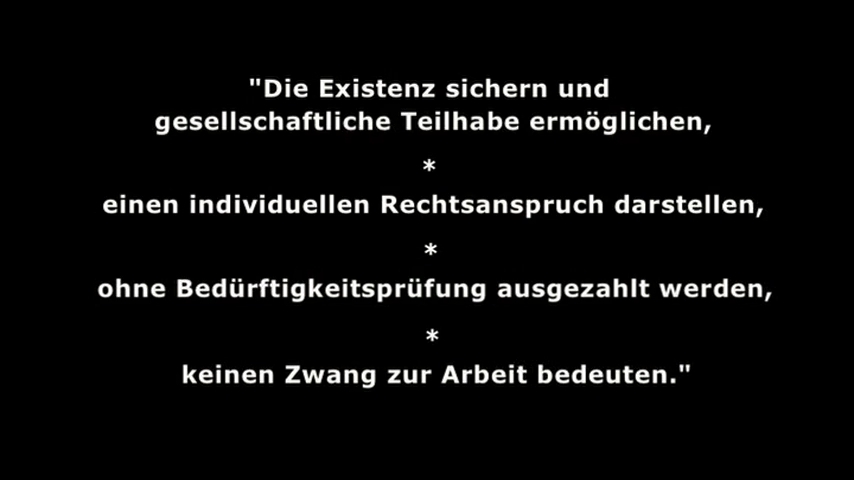 "Die Existenz sichern und
gesellschaftliche Teilhabe ermöglichen,
*
einen individuellen Rechtsanspruch darstellen,
*
ohne Bedürftigkeitsprüfung ausgezahlt werden,
*
keinen Zwang zur Arbeit bedeuten."